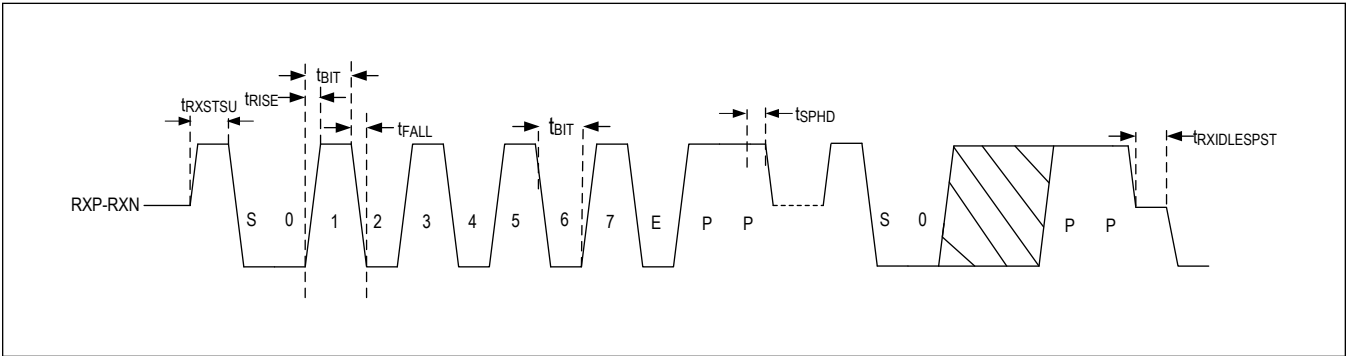 tBIT
tRXSTSU tRISE
tFALL
tBIT
tSPHD
tRXIDLESPST
RXP-RXN
S 0 1 2 3 4 5 6 7 E P P S 0 P P